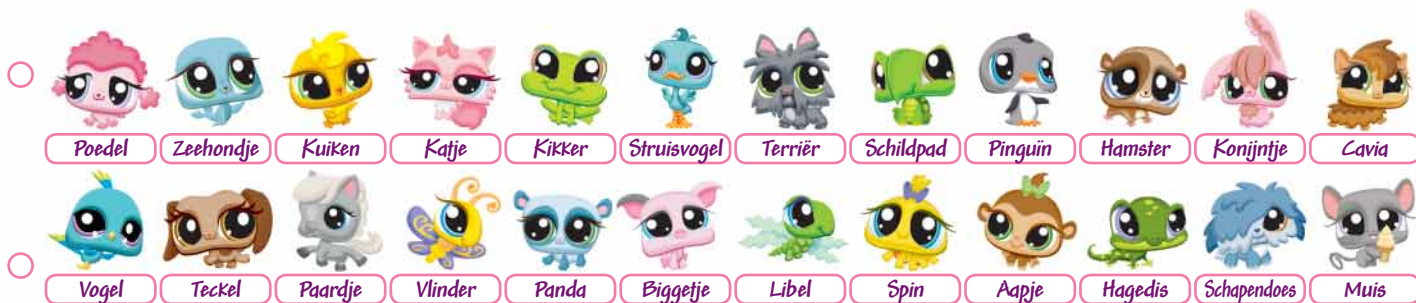 Poedel Zeehondje Kuiken Katje Kikker Struisvogel Terriër Schildpad Pinguïn Hamster Konijntje Cavia
Vogel Teckel Paardje Vlinder Panda Biggetje Libel Spin Aapje Hagedis Schapendoes Muis